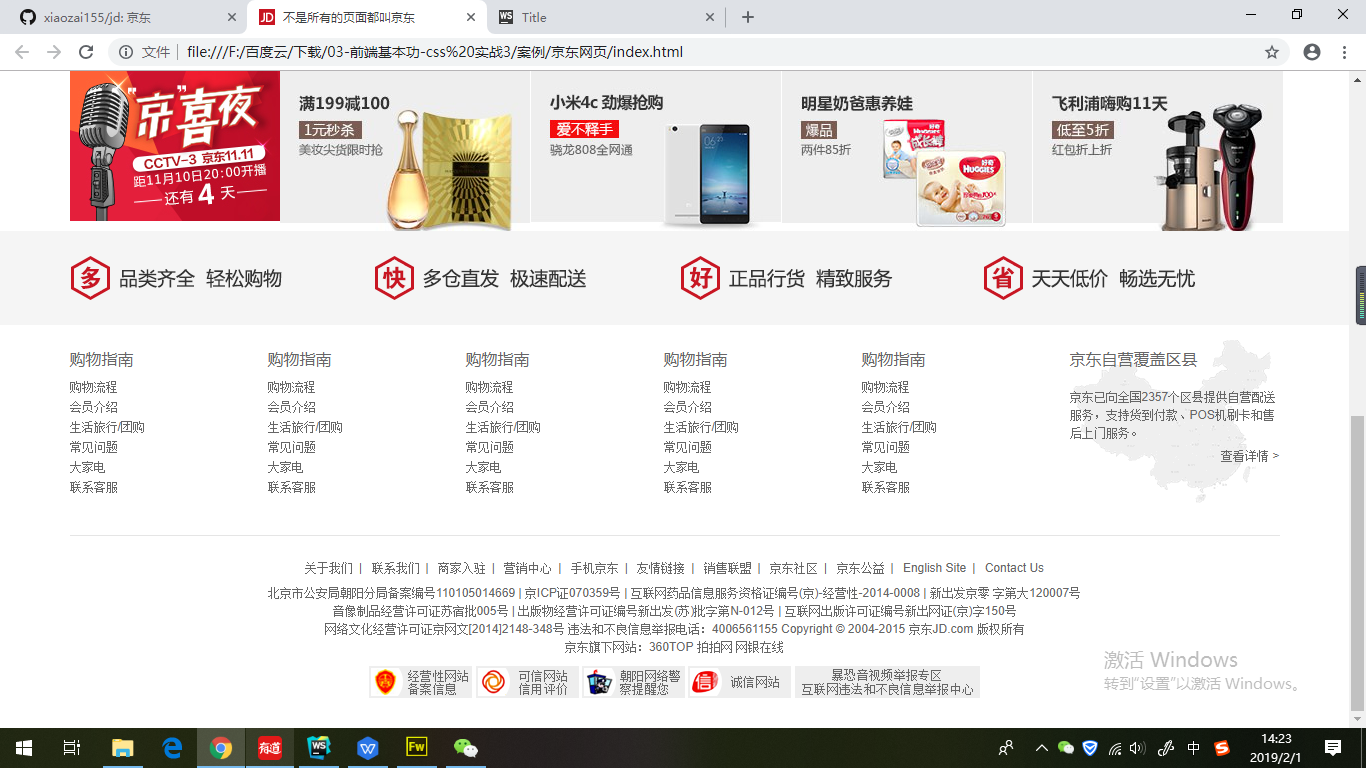 xiaozai155/jd: 京东
JD 不是所有的页面都叫京东
WS Title
文件 file:///F:/百度云/下载/03-前端基本功-css%20实战3/案例/京东网页/index.html
"京"喜夜
CCTV-3 京东11.11
距11月10日20:00开播
还有4天
满199减100
1元秒杀
美妆尖货限时抢
小米4c 劲爆抢购
爱不释手
骁龙808全网通
明星奶爸惠养娃
爆品
两件85折
飞利浦嗨购11天
低至5折
红包折上折
多 品类齐全 轻松购物
快 多仓直发 极速配送
好 正品行货 精致服务
省 天天低价 畅选无忧
购物指南
购物流程
会员介绍
生活旅行/团购
常见问题
大家电
联系客服
购物指南
购物流程
会员介绍
生活旅行/团购
常见问题
大家电
联系客服
购物指南
购物流程
会员介绍
生活旅行/团购
常见问题
大家电
联系客服
购物指南
购物流程
会员介绍
生活旅行/团购
常见问题
大家电
联系客服
购物指南
购物流程
会员介绍
生活旅行/团购
常见问题
大家电
联系客服
京东自营覆盖区县
京东已向全国2357个区县提供自营配送
服务，支持货到付款、POS机刷卡和售
后上门服务。
查看详情 >
关于我们 | 联系我们 | 商家入驻 | 营销中心 | 手机京东 | 友情链接 | 销售联盟 | 京东社区 | 京东公益 | English Site | Contact Us
北京市公安局朝阳分局备案编号110105014669 | 京ICP证070359号 | 互联网药品信息服务资格证编号(京)-经营性-2014-0008 | 新出发京零 字第大120007号
音像制品经营许可证苏宿批005号 | 出版物经营许可证编号新出发(苏)批字第N-012号 | 互联网出版许可证编号新出网证(京)字150号
网络文化经营许可证京网文[2014]2148-348号 违法和不良信息举报电话：4006561155 Copyright © 2004-2015 京东JD.com 版权所有
京东旗下网站：360TOP 拍拍网 网银在线
经营性网站
备案信息
可信网站
信用评价
朝阳网络警
察提醒您
信 诚信网站
暴恐音视频举报专区
互联网违法和不良信息举报中心
激活 Windows
转到"设置"以激活 Windows。
有道
WS
W
Fw
中
S
14:23
2019/2/1